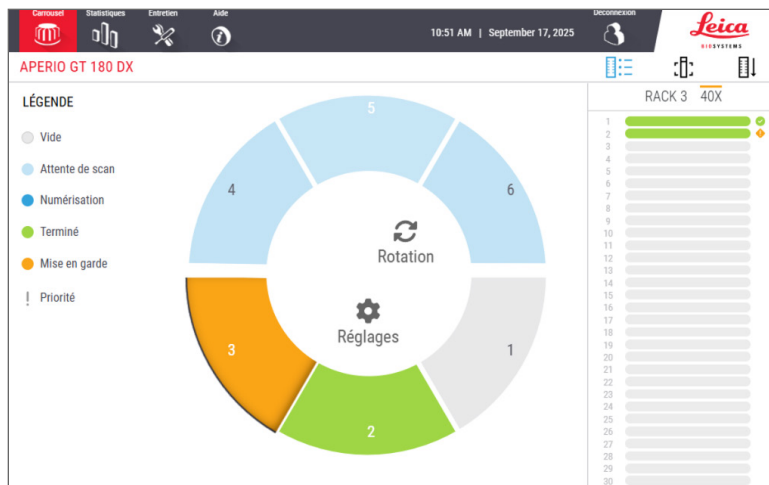 Carrousel
Statistiques
Entretien
Aide
10:51 AM | September 17, 2025
Déconnexion
Leica
BIOSYSTEMS
APERIO GT 180 DX
LÉGENDE
Vide
Attente de scan
Numérisation
Terminé
Mise en garde
! Priorité
5
4
6
Rotation
Réglages
3
1
2
RACK 3 40X
1
2
3
4
5
6
7
8
9
10
11
12
13
14
15
16
17
18
19
20
21
22
23
24
25
26
27
28
29
30